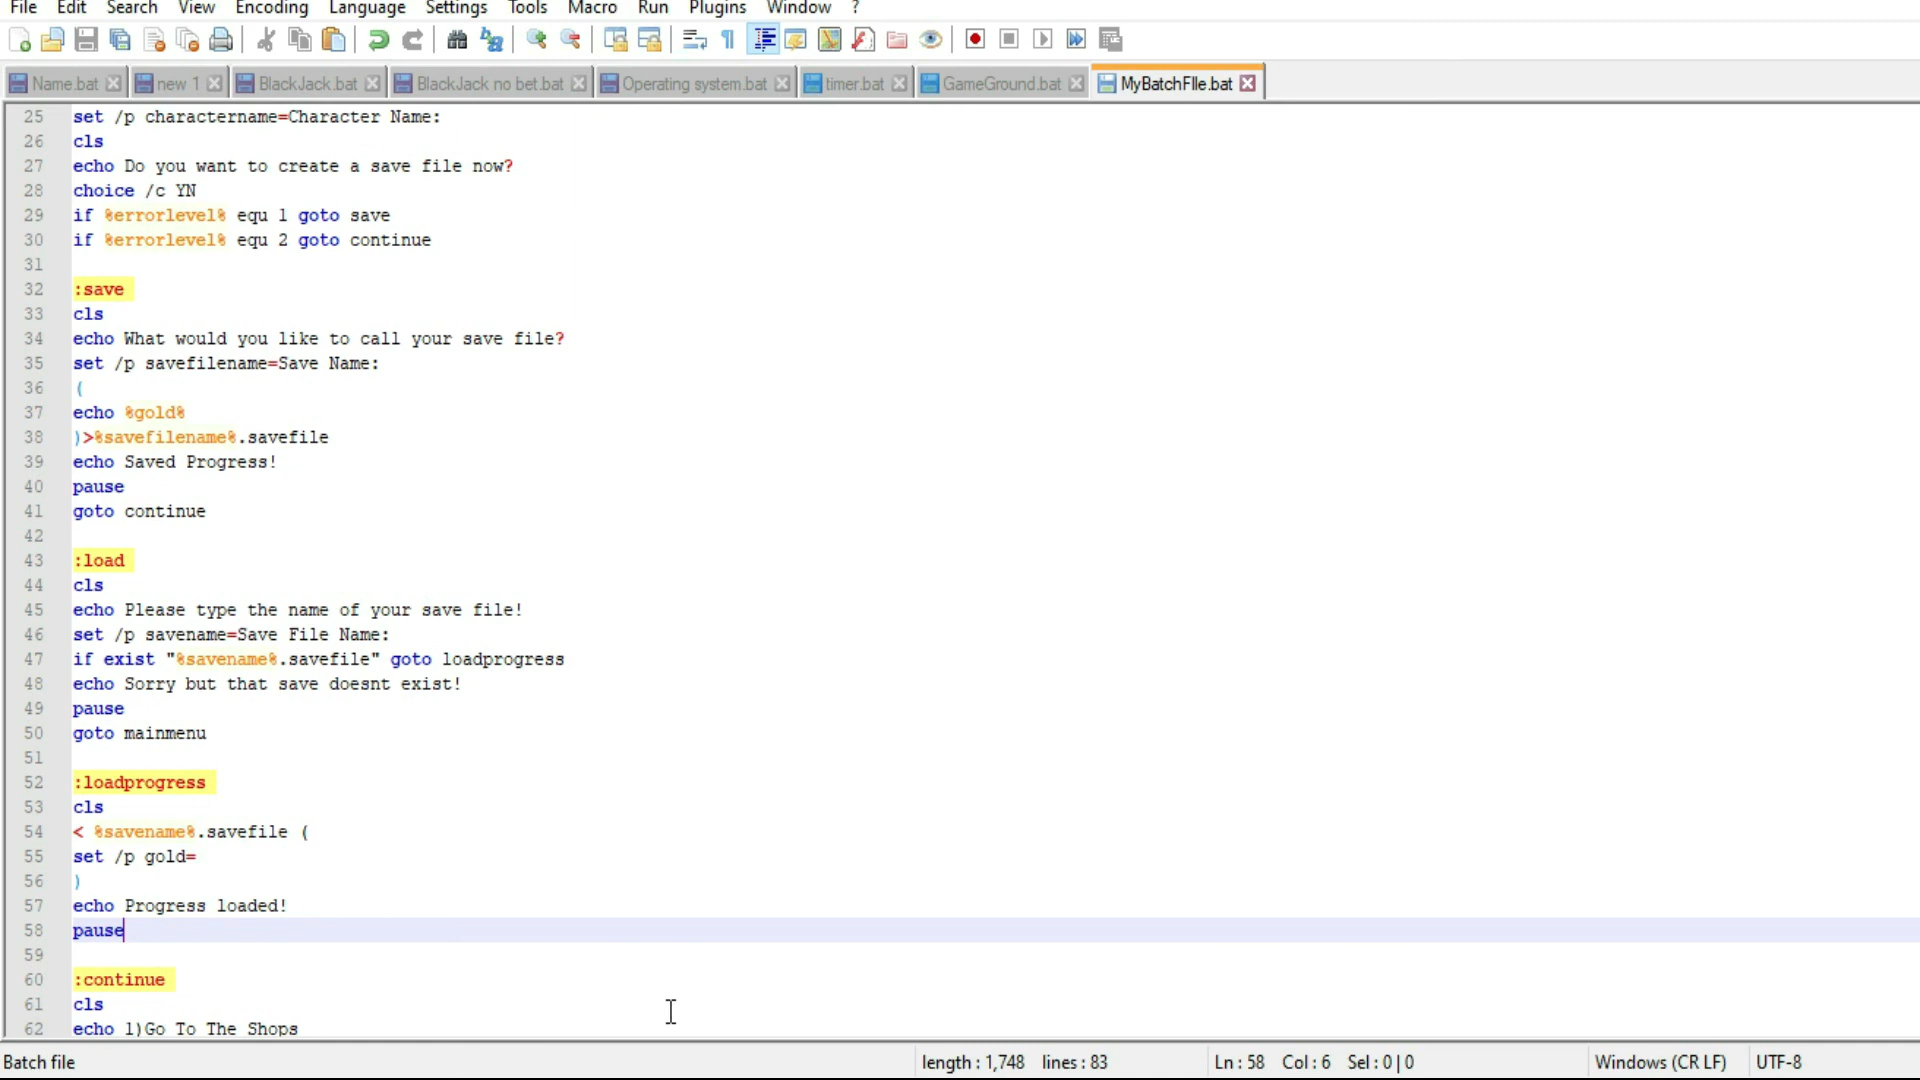 File Edit Search View Encoding Language Settings Tools Macro Run Plugins Window ?
Name.bat new 1 BlackJack.bat BlackJack no bet.bat Operating system.bat timer.bat GameGround.bat MyBatchFIle.bat
25 set /p charactername=Character Name:
26 cls
27 echo Do you want to create a save file now?
28 choice /c YN
29 if %errorlevel% equ 1 goto save
30 if %errorlevel% equ 2 goto continue
31
32 :save
33 cls
34 echo What would you like to call your save file?
35 set /p savefilename=Save Name:
36 (
37 echo %gold%
38 )>%savefilename%.savefile
39 echo Saved Progress!
40 pause
41 goto continue
42
43 :load
44 cls
45 echo Please type the name of your save file!
46 set /p savename=Save File Name:
47 if exist "%savename%.savefile" goto loadprogress
48 echo Sorry but that save doesnt exist!
49 pause
50 goto mainmenu
51
52 :loadprogress
53 cls
54 < %savename%.savefile (
55 set /p gold=
56 )
57 echo Progress loaded!
58 pause
59
60 :continue
61 cls
62 echo 1)Go To The Shops
Batch file length : 1,748 lines : 83 Ln : 58 Col : 6 Sel : 0 | 0 Windows (CR LF) UTF-8